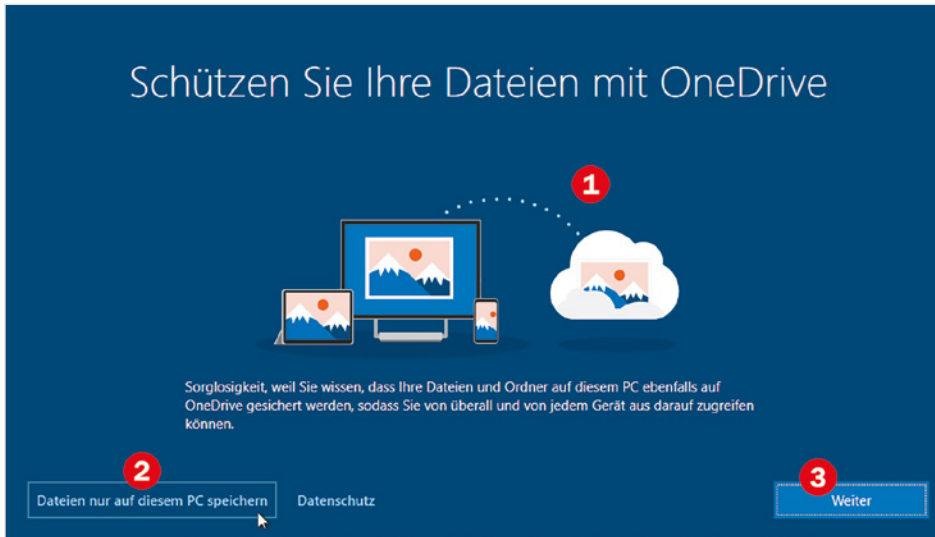 Schützen Sie Ihre Dateien mit OneDrive
1
Sorglosigkeit, weil Sie wissen, dass Ihre Dateien und Ordner auf diesem PC ebenfalls auf
OneDrive gesichert werden, sodass Sie von überall und von jedem Gerät aus darauf zugreifen
können.
2
Dateien nur auf diesem PC speichern
Datenschutz
3
Weiter